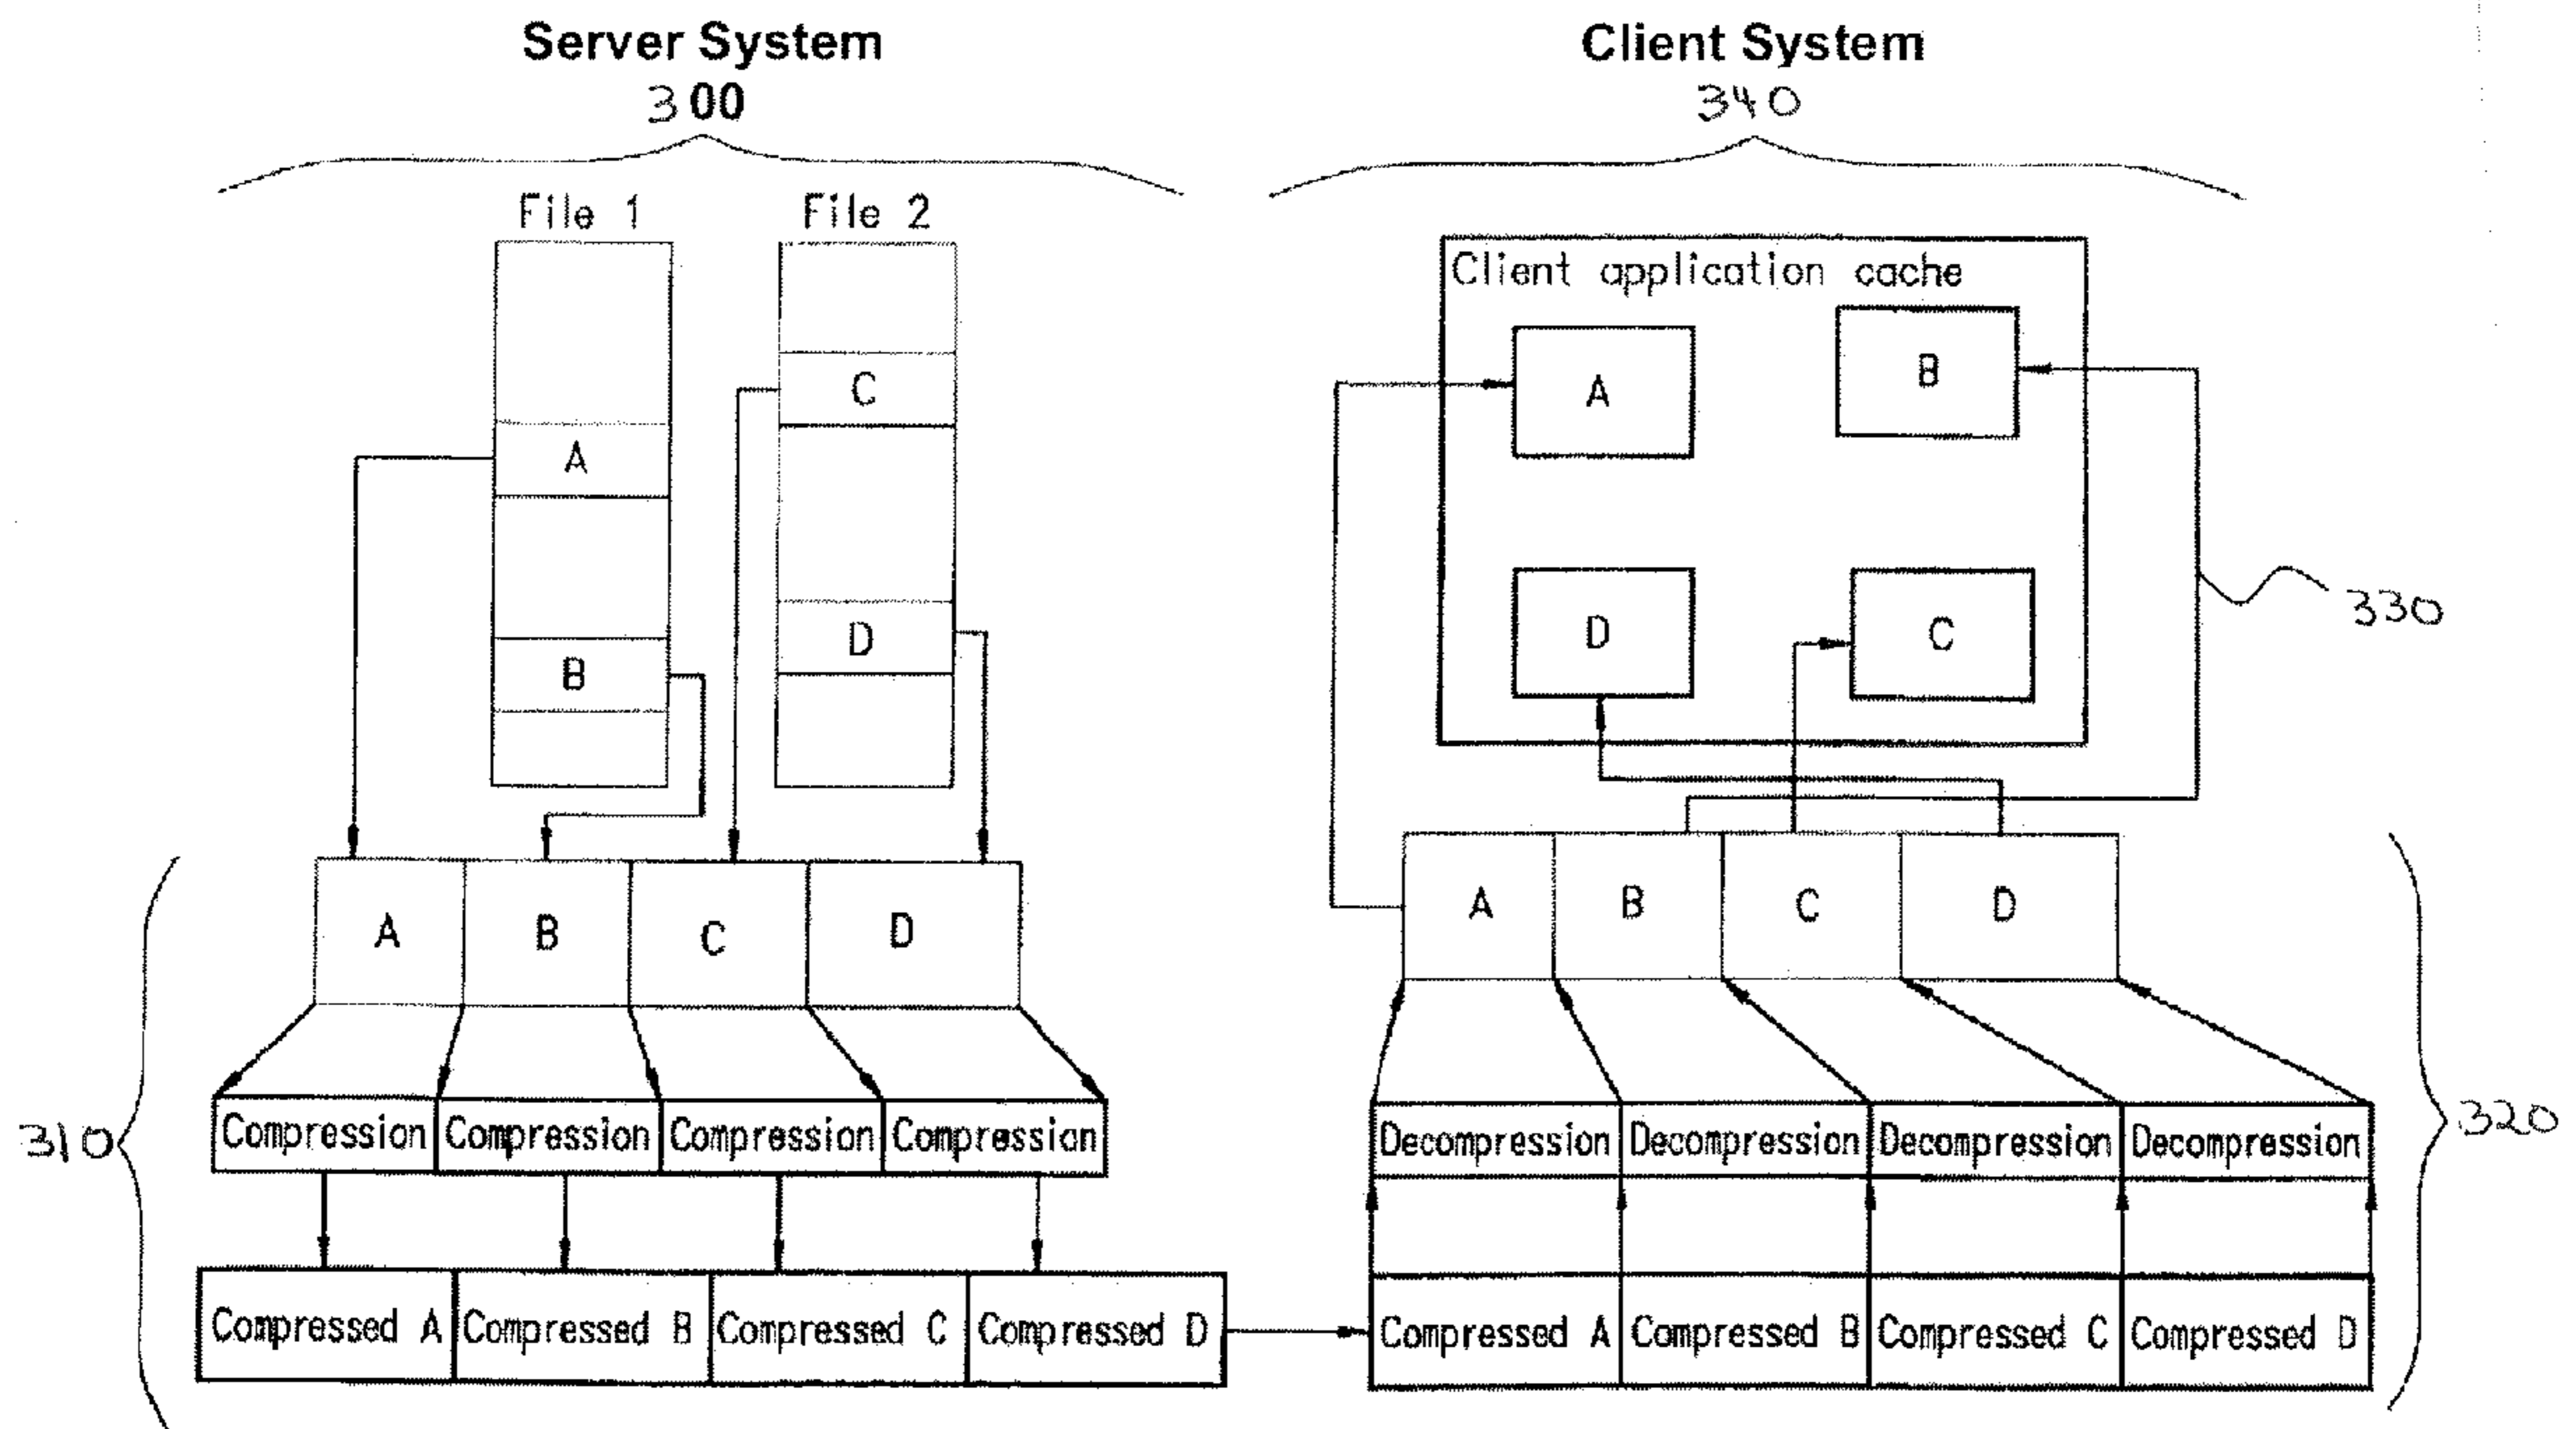 Server System
300
Client System
340
File 1
File 2
A
B
C
D
Client application cache
A
B
D
C
330
A B C D
Compression Compression Compression Compression
Compressed A Compressed B Compressed C Compressed D
310
A B C D
Decompression Decompression Decompression Decompression
Compressed A Compressed B Compressed C Compressed D
320